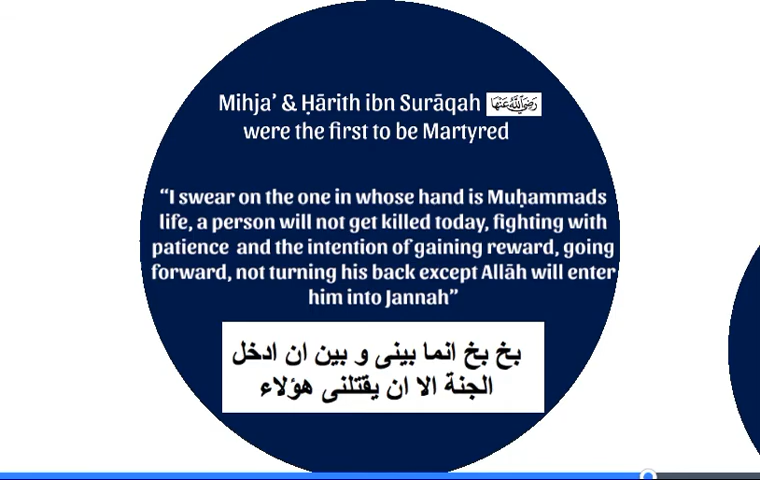 Mihja’ & Ḥārith ibn Surāqah رضي الله عنها
were the first to be Martyred
“I swear on the one in whose hand is Muḥammads
life, a person will not get killed today, fighting with
patience and the intention of gaining reward, going
forward, not turning his back except Allāh will enter
him into Jannah”
بخ بخ انما بينى و بين ان ادخل
الجنة الا ان يقتلنى هؤلاء